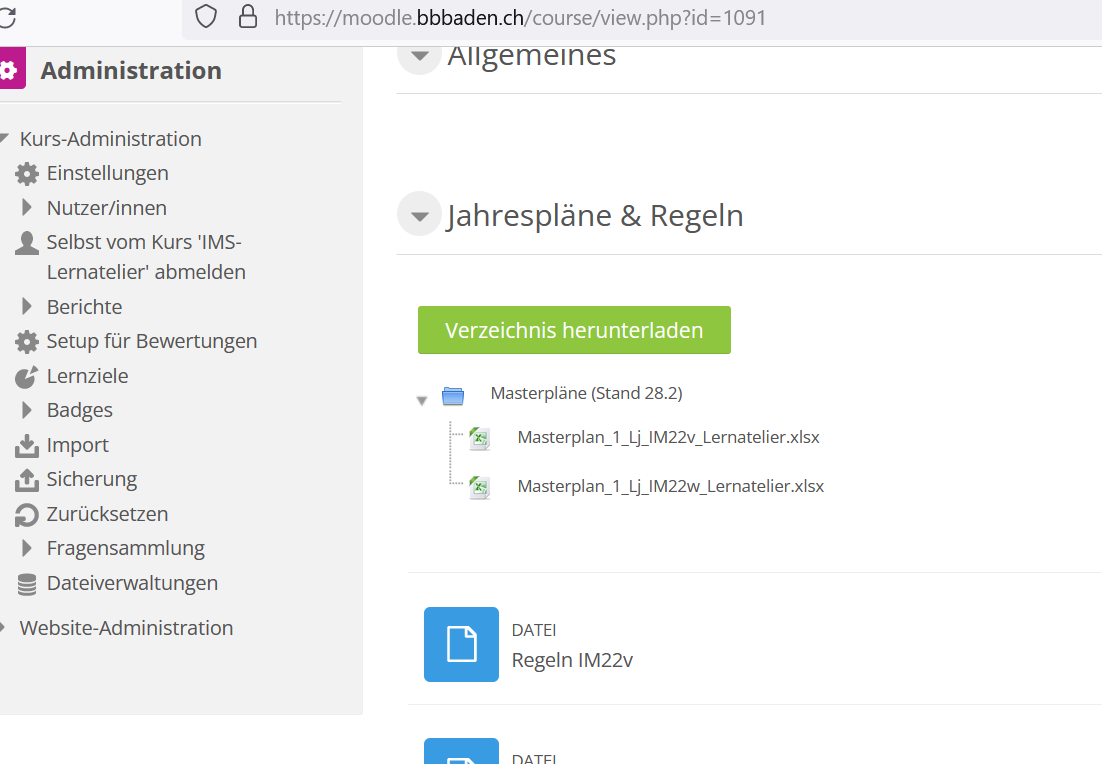 https://moodle.bbbaden.ch/course/view.php?id=1091
Administration
Kurs-Administration
Einstellungen
Nutzer/innen
Selbst vom Kurs 'IMS-
Lernatelier' abmelden
Berichte
Setup für Bewertungen
Lernziele
Badges
Import
Sicherung
Zurücksetzen
Fragensammlung
Dateiverwaltungen
Website-Administration
Allgemeines
Jahrespläne & Regeln
Verzeichnis herunterladen
Masterpläne (Stand 28.2)
Masterplan_1_Lj_IM22v_Lernatelier.xlsx
Masterplan_1_Lj_IM22w_Lernatelier.xlsx
DATEI
Regeln IM22v
DATEI